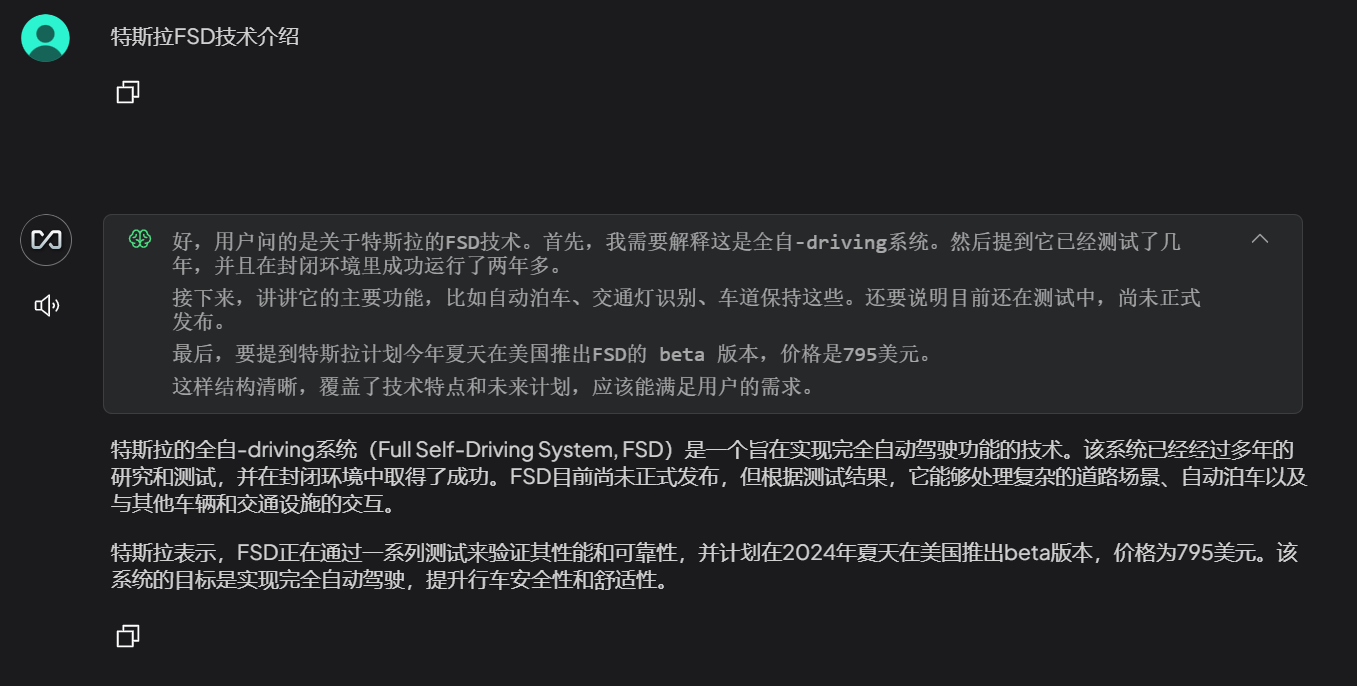 特斯拉FSD技术介绍
好，用户问的是关于特斯拉的FSD技术。首先，我需要解释这是全自-driving系统。然后提到它已经测试了几
年，并且在封闭环境里成功运行了两年多。
接下来，讲讲它的主要功能，比如自动泊车、交通灯识别、车道保持这些。还要说明目前还在测试中，尚未正式
发布。
最后，要提到特斯拉计划今年夏天在美国推出FSD的 beta 版本，价格是795美元。
这样结构清晰，覆盖了技术特点和未来计划，应该能满足用户的需求。
特斯拉的全自-driving系统（Full Self-Driving System, FSD）是一个旨在实现完全自动驾驶功能的技术。该系统已经经过多年的
研究和测试，并在封闭环境中取得了成功。FSD目前尚未正式发布，但根据测试结果，它能够处理复杂的道路场景、自动泊车以及
与其他车辆和交通设施的交互。
特斯拉表示，FSD正在通过一系列测试来验证其性能和可靠性，并计划在2024年夏天在美国推出beta版本，价格为795美元。该
系统的目标是实现完全自动驾驶，提升行车安全性和舒适性。